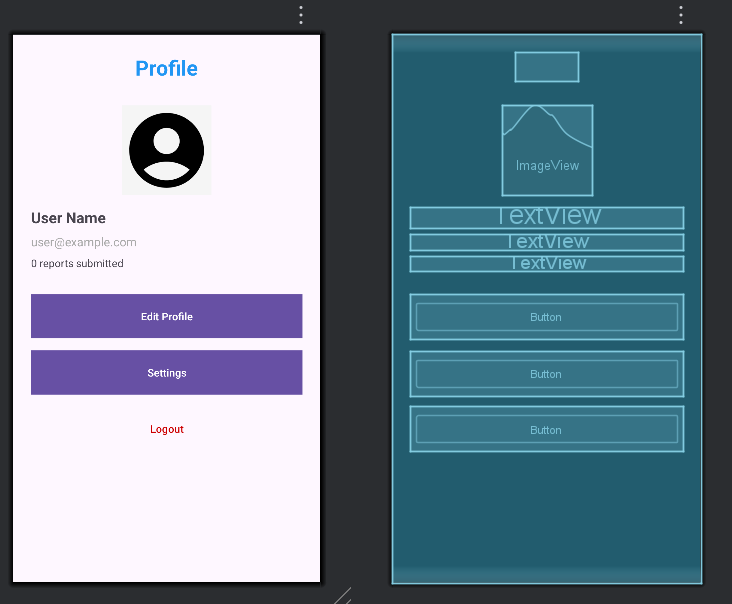 Profile
User Name
user@example.com
0 reports submitted
Edit Profile
Settings
Logout
ImageView
TextView
TextView
TextView
Button
Button
Button